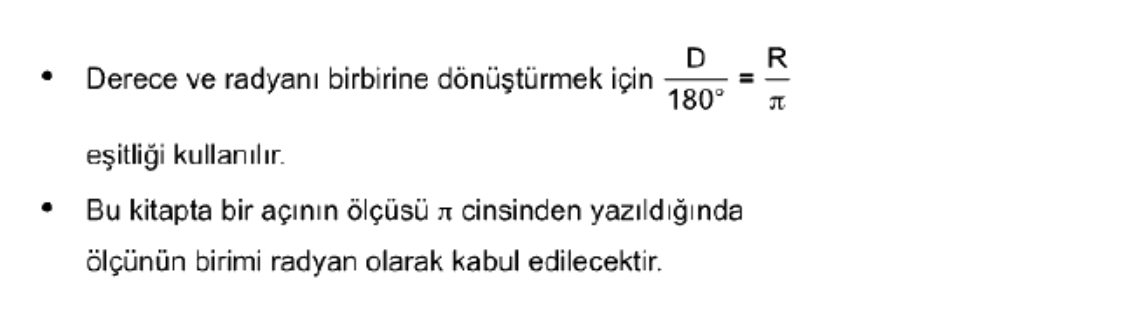 • Derece ve radyanı birbirine dönüştürmek için D/180° = R/π
eşitliği kullanılır.
• Bu kitapta bir açının ölçüsü π cinsinden yazıldığında
ölçünün birimi radyan olarak kabul edilecektir.